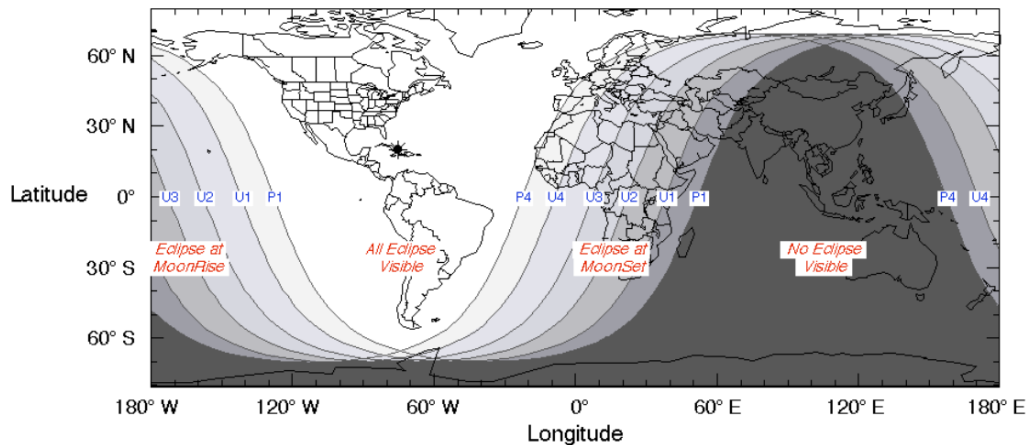 60° N
30° N
Latitude
0°
30° S
60° S
U3 U2 U1 P1 P4 U4 U3 U2 U1 P1 P4 U4
Eclipse at
MoonRise
All Eclipse
Visible
Eclipse at
MoonSet
No Eclipse
Visible
180° W 120° W 60° W 0° 60° E 120° E 180° E
Longitude